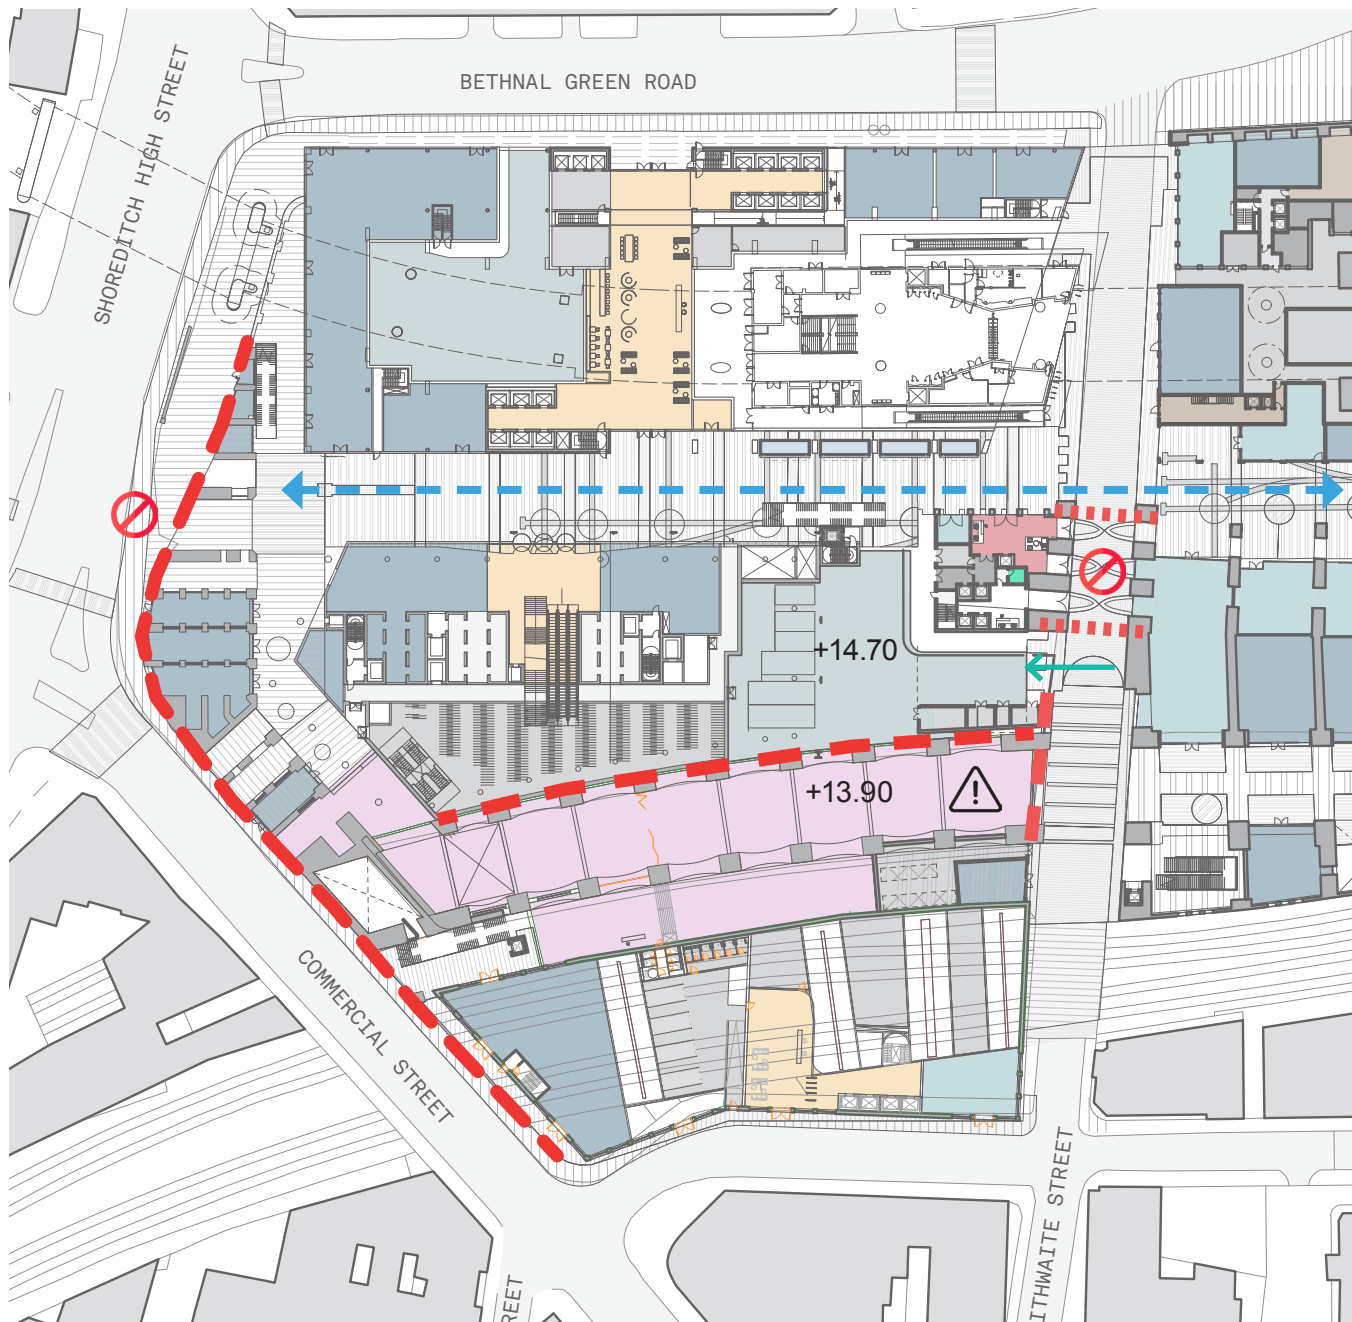 BETHNAL GREEN ROAD
SHOREDITCH HIGH STREET
+14.70
+13.90
COMMERCIAL STREET
REET
ITHWAITE STREET